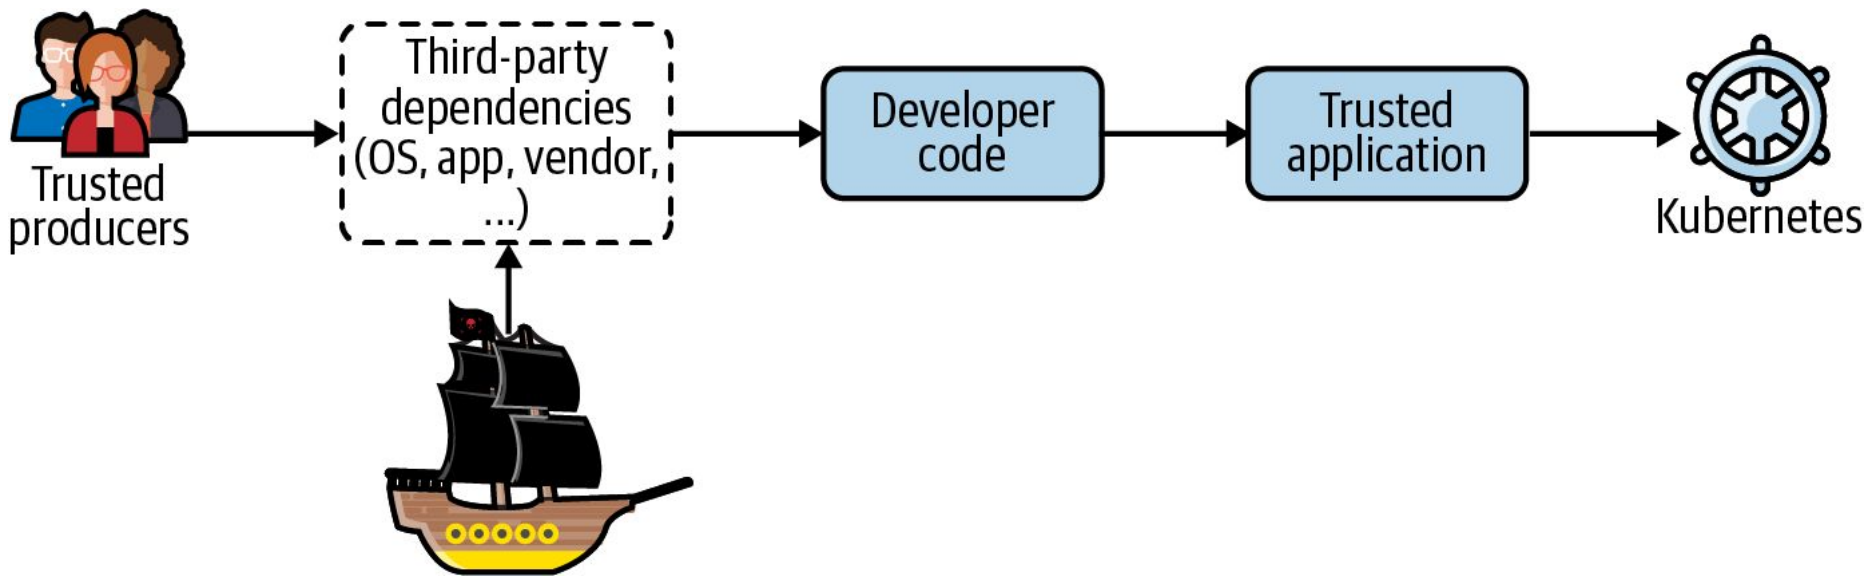 Trusted
producers
Third-party
dependencies
(OS, app, vendor,
...)
Developer
code
Trusted
application
Kubernetes